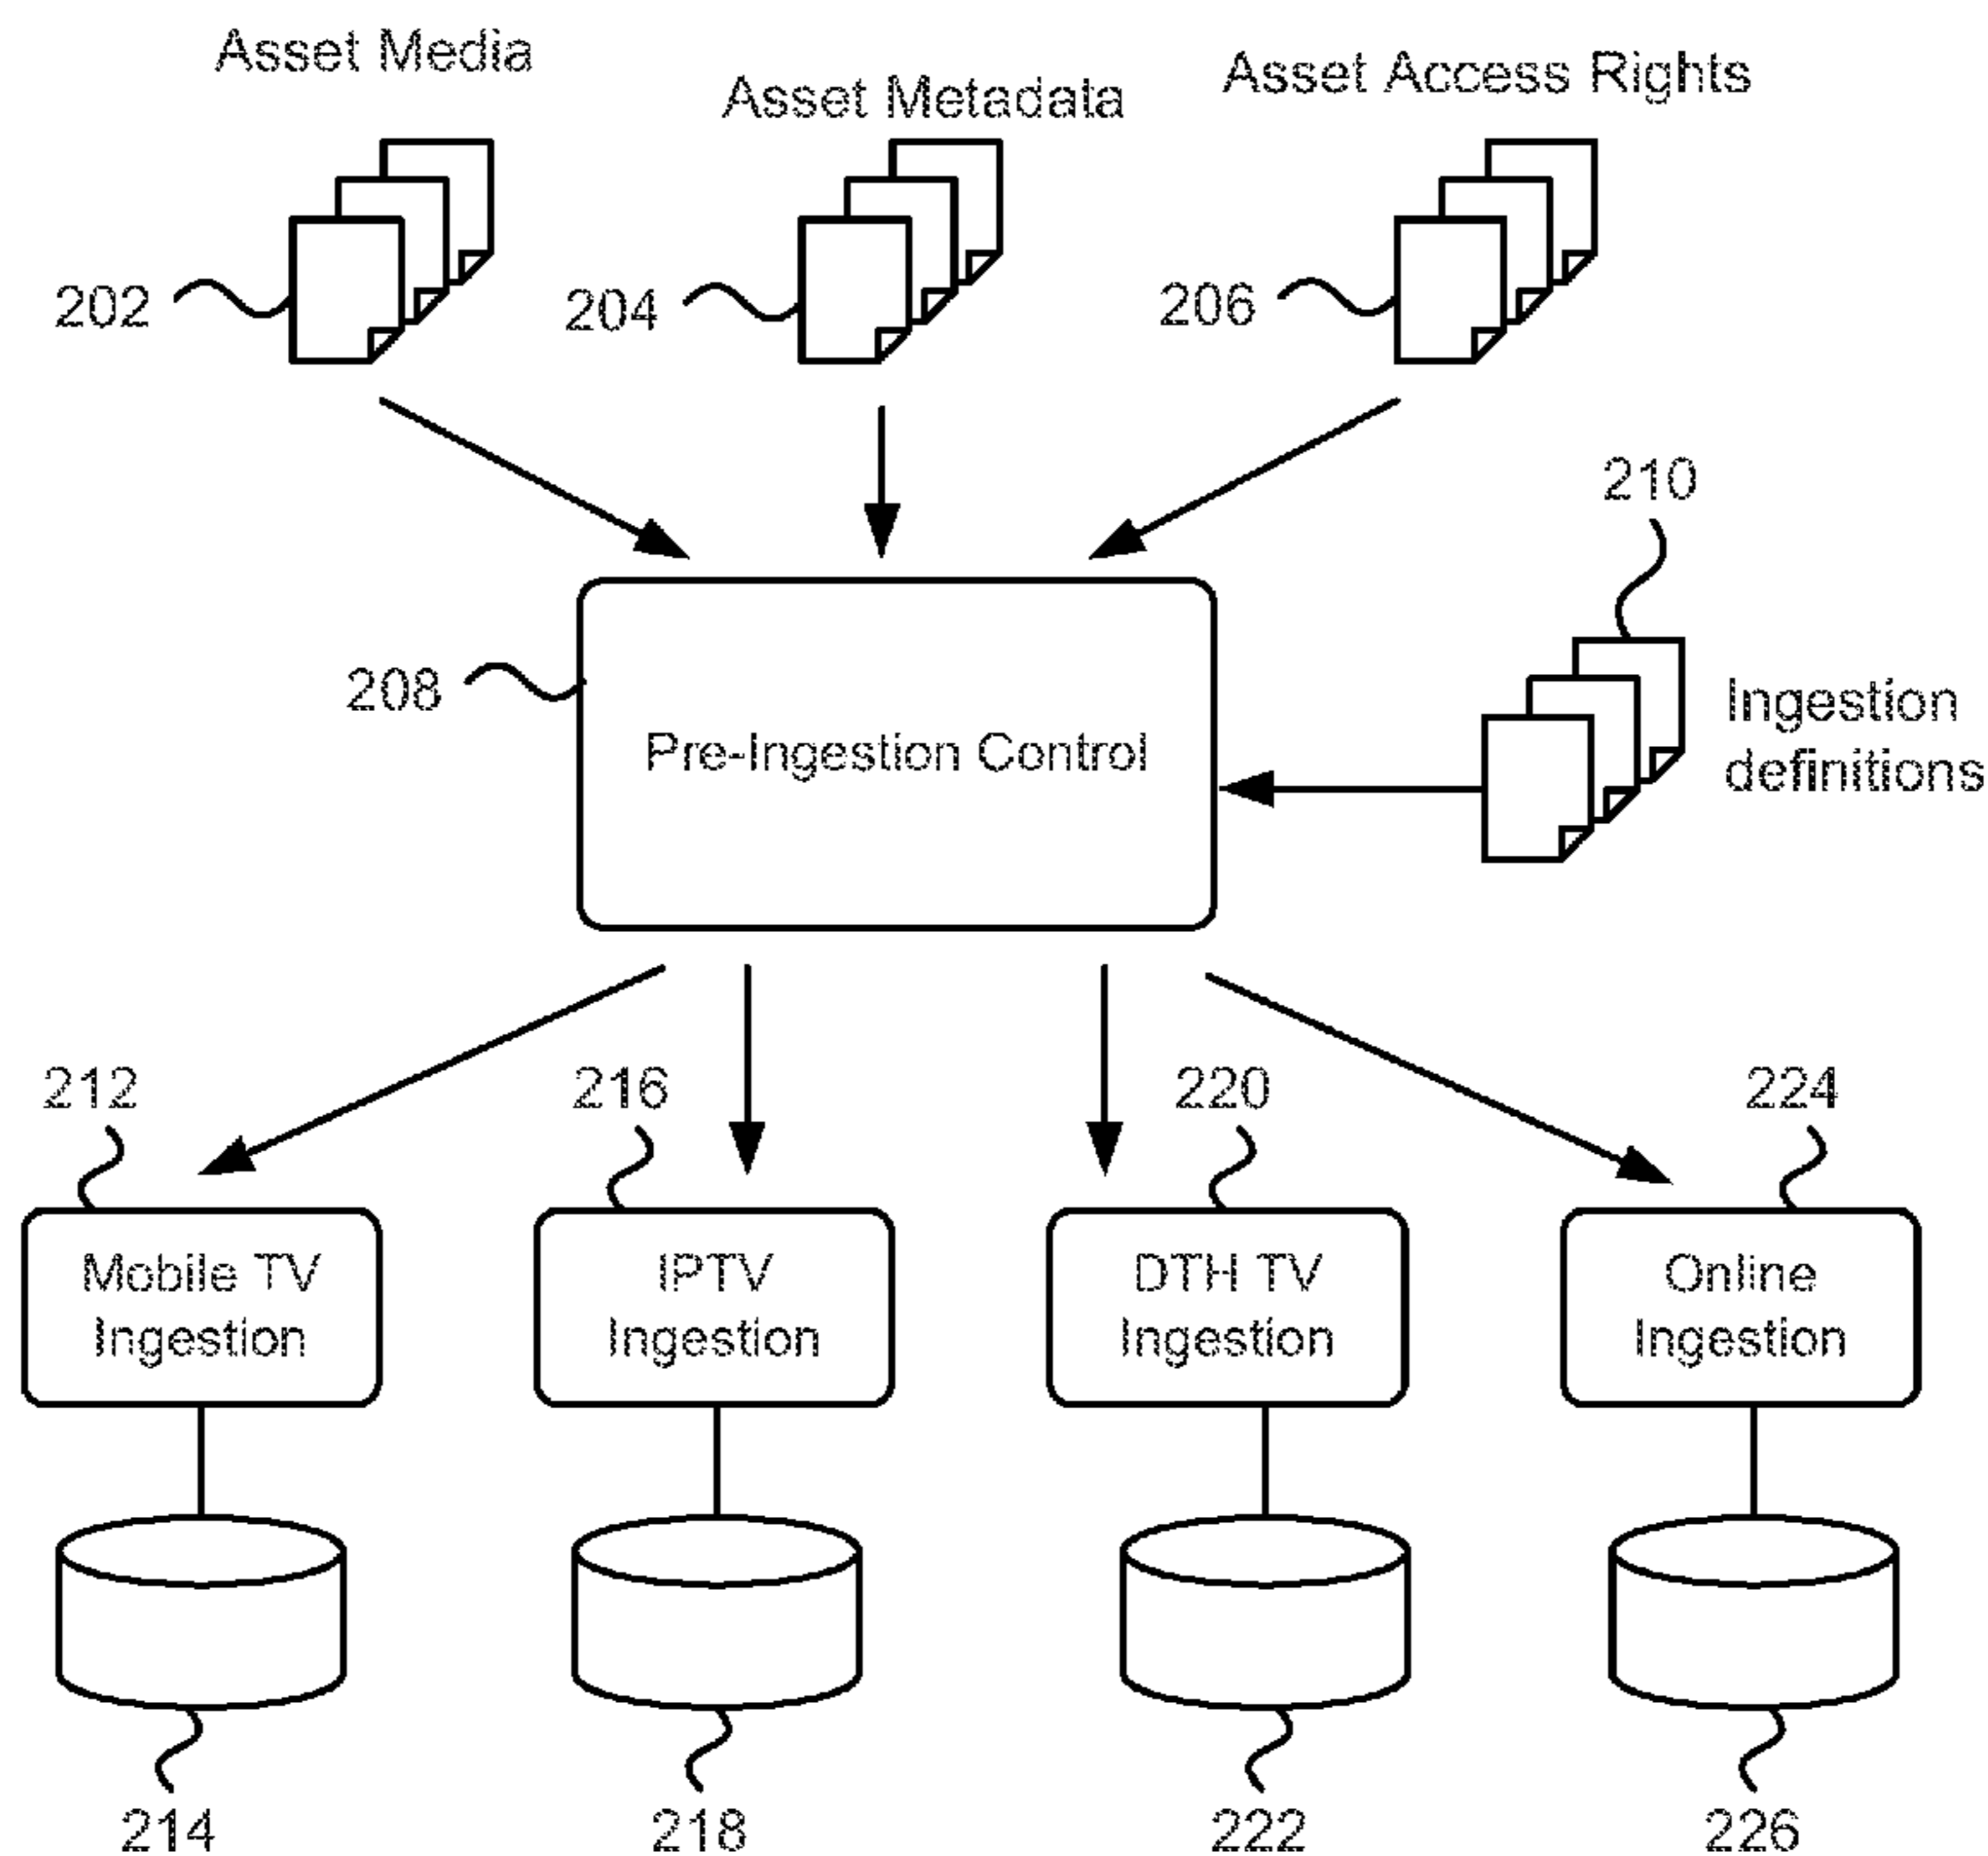 Asset Media
Asset Metadata
Asset Access Rights
202
204
206
210
208
Pre-Ingestion Control
Ingestion
definitions
212
216
220
224
Mobile TV
Ingestion
IPTV
Ingestion
DTH TV
Ingestion
Online
Ingestion
214
218
222
226